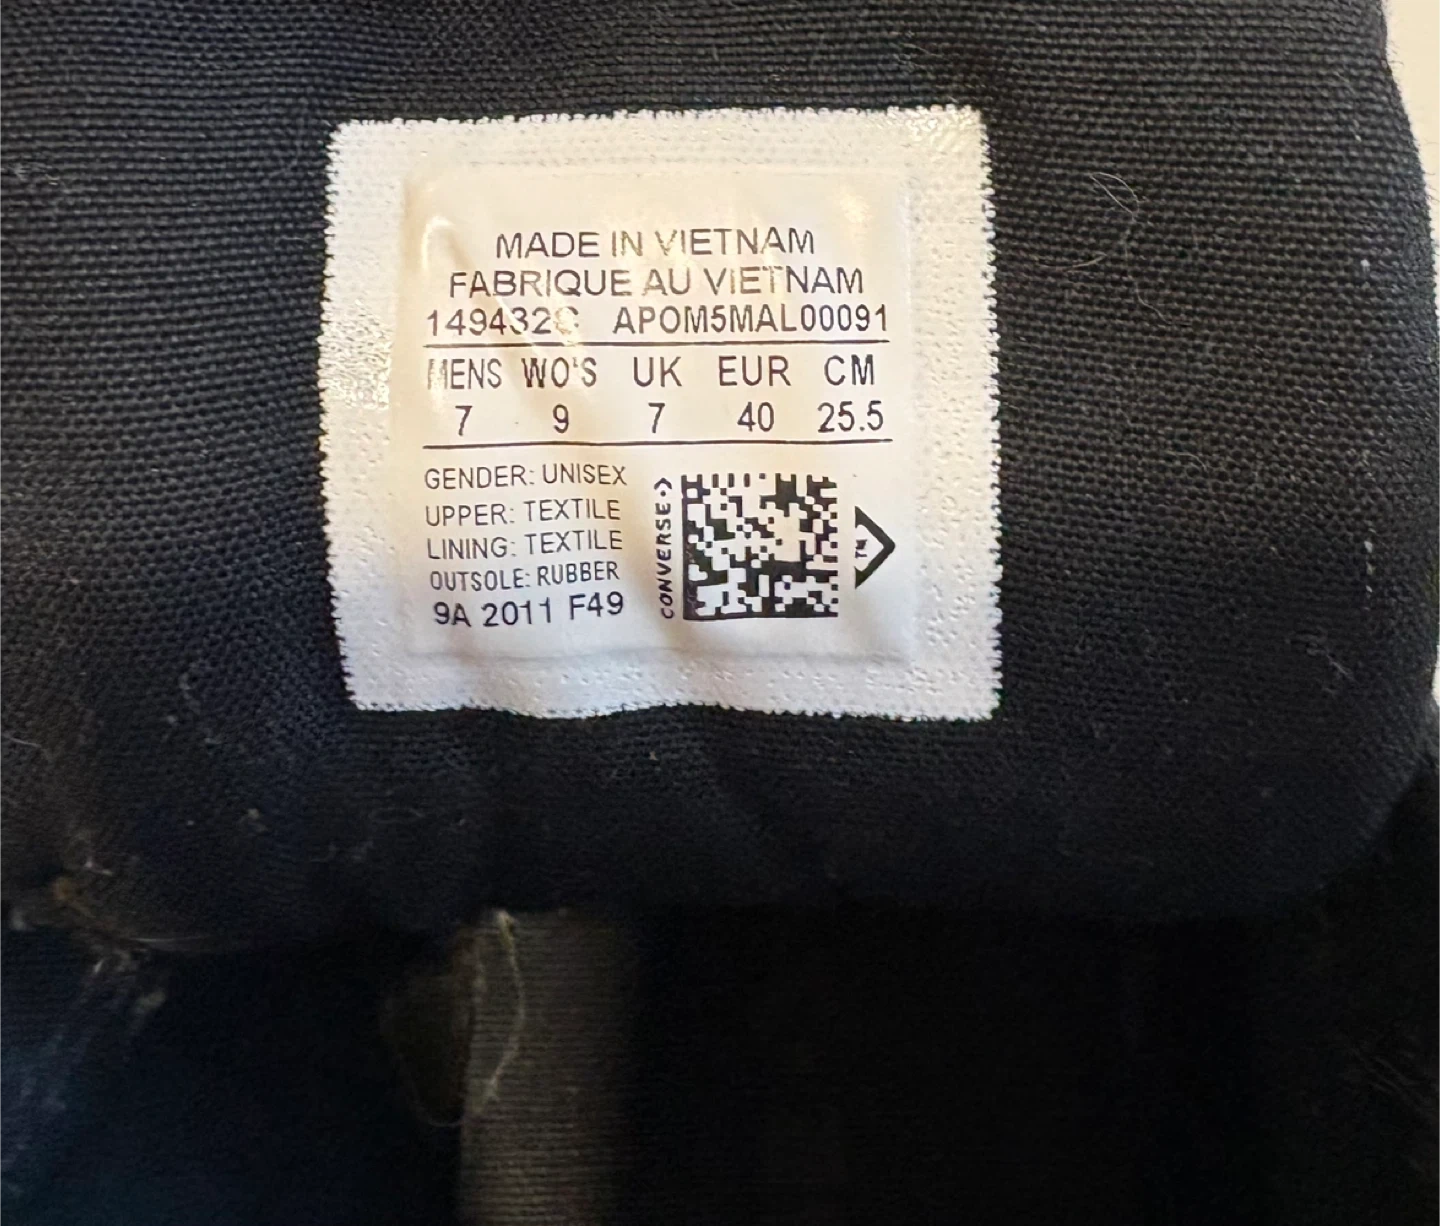 MADE IN VIETNAM
FABRIQUE AU VIETNAM
149432C APOM5MAL00091
MENS WO'S UK EUR CM
7 9 7 40 25.5
GENDER: UNISEX
UPPER: TEXTILE
LINING: TEXTILE
OUTSOLE: RUBBER
9A 2011 F49
CONVERSE
TM